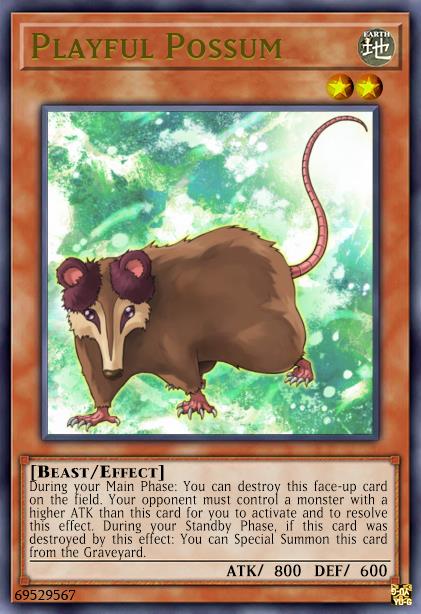 Playful Possum
EARTH
地
[Beast/Effect]
During your Main Phase: You can destroy this face-up card
on the field. Your opponent must control a monster with a
higher ATK than this card for you to activate and to resolve
this effect. During your Standby Phase, if this card was
destroyed by this effect: You can Special Summon this card
from the Graveyard.
ATK/ 800 DEF/ 600
69529567